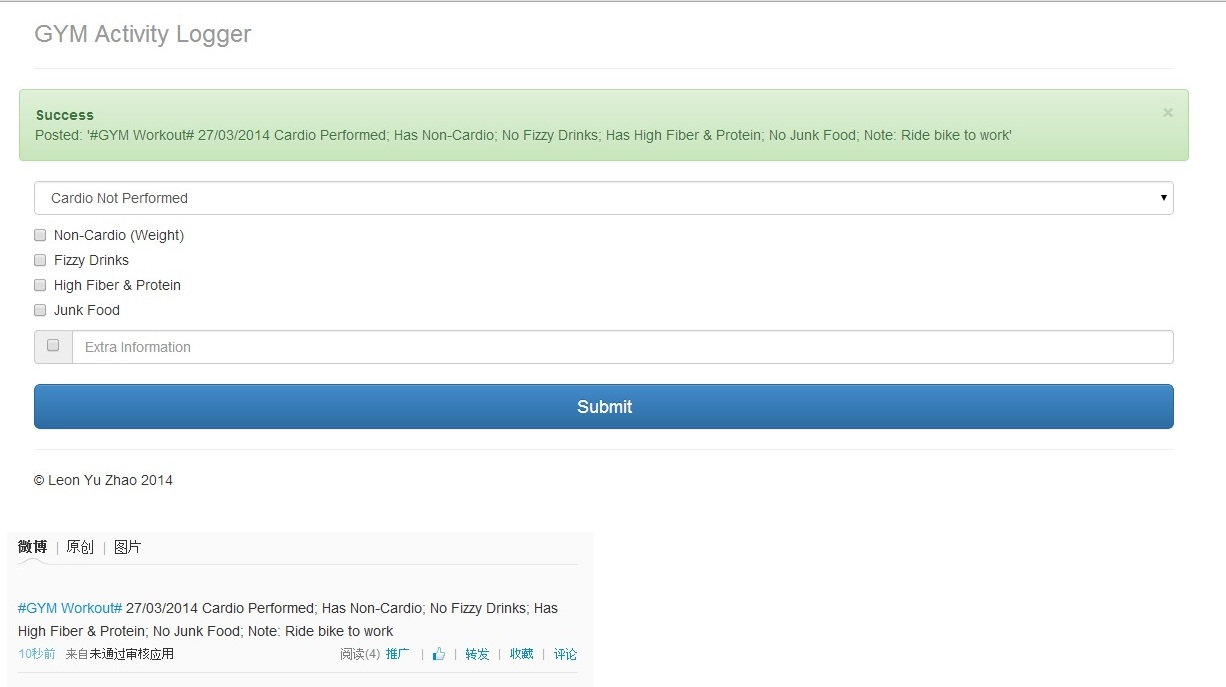 GYM Activity Logger
Success
×
Posted: '#GYM Workout# 27/03/2014 Cardio Performed; Has Non-Cardio; No Fizzy Drinks; Has High Fiber & Protein; No Junk Food; Note: Ride bike to work'
Cardio Not Performed
Non-Cardio (Weight)
Fizzy Drinks
High Fiber & Protein
Junk Food
Extra Information
Submit
© Leon Yu Zhao 2014
微博 | 原创 | 图片
#GYM Workout# 27/03/2014 Cardio Performed; Has Non-Cardio; No Fizzy Drinks; Has
High Fiber & Protein; No Junk Food; Note: Ride bike to work
10秒前 来自未通过审核应用 阅读(4) 推广 | | 转发 | 收藏 | 评论